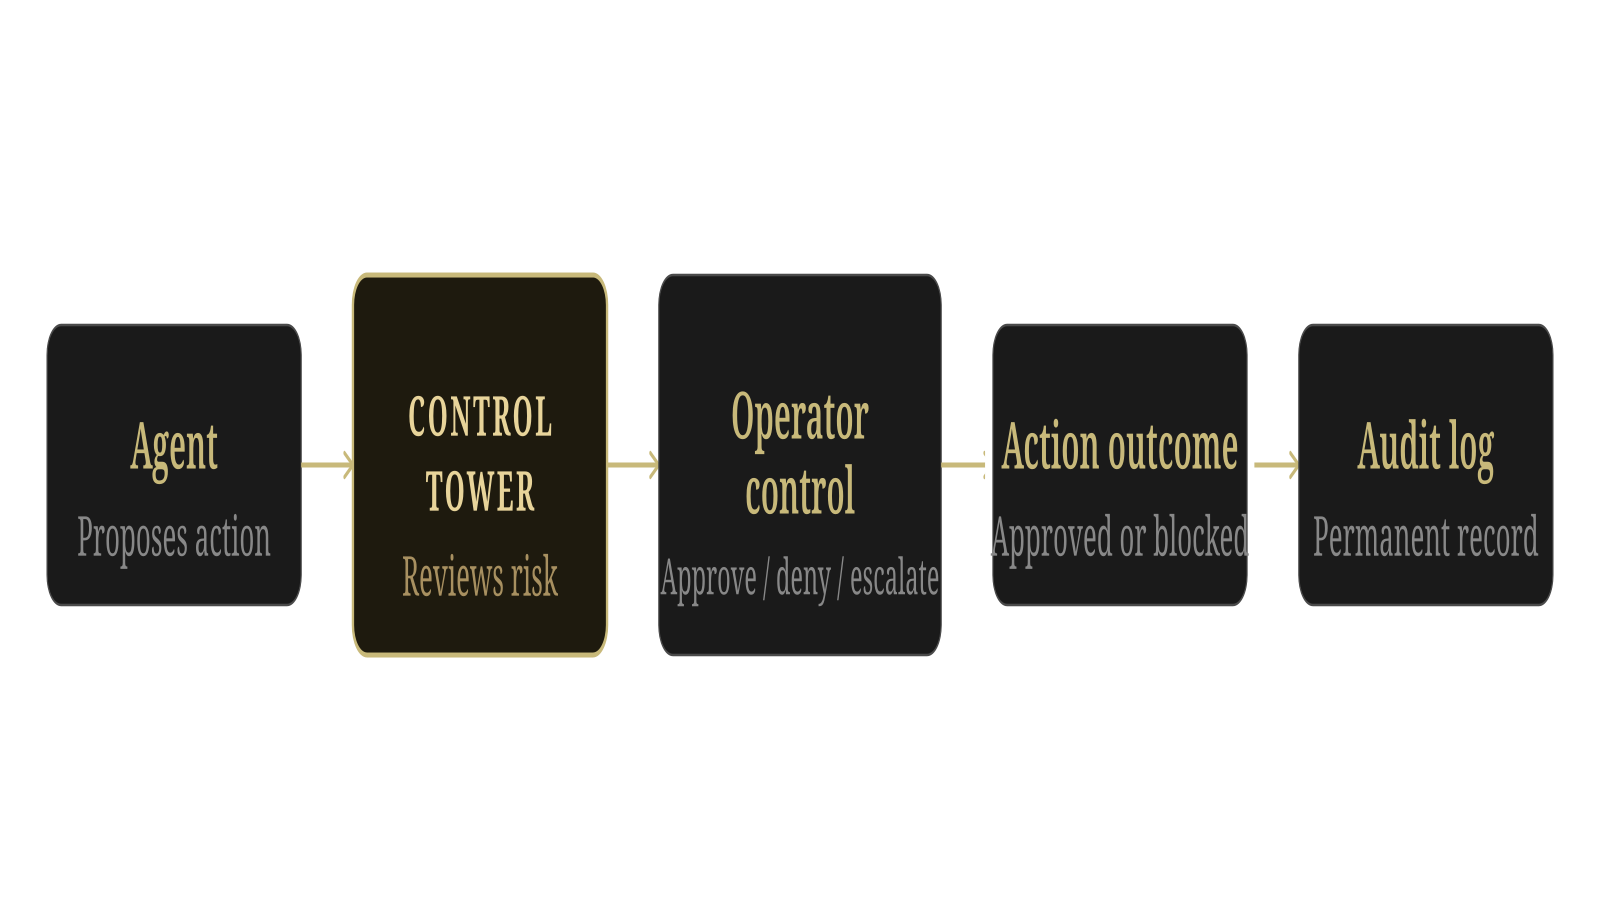 Agent
Proposes action
CONTROL
TOWER
Reviews risk
Operator
control
Approve / deny / escalate
Action outcome
Approved or blocked
Audit log
Permanent record